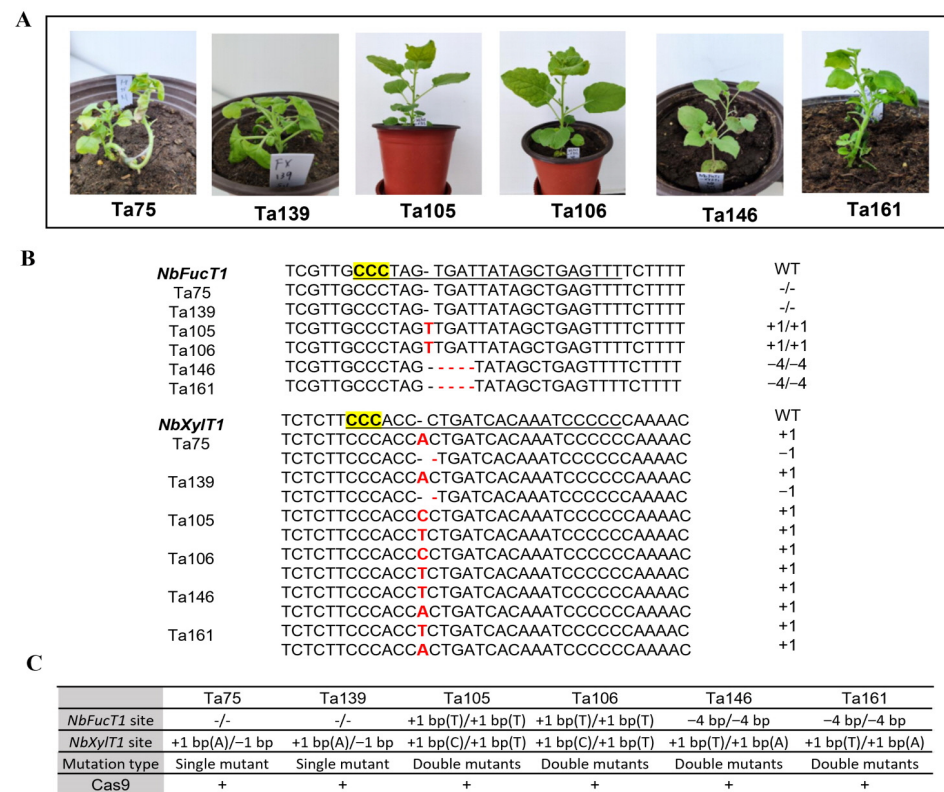 A
FX
139
Ta75 Ta139 Ta105 Ta106 Ta146 Ta161
B
NbFucT1 TCGTTGCCCTAG- TGATTATAGCTGAGTTTTCTTTT WT
Ta75 TCGTTGCCCTAG- TGATTATAGCTGAGTTTTCTTTT -/-
Ta139 TCGTTGCCCTAG- TGATTATAGCTGAGTTTTCTTTT -/-
Ta105 TCGTTGCCCTAGTTGATTATAGCTGAGTTTTCTTTT +1/+1
Ta106 TCGTTGCCCTAGTTGATTATAGCTGAGTTTTCTTTT +1/+1
Ta146 TCGTTGCCCTAG - - - - -TATAGCTGAGTTTTCTTTT −4/−4
Ta161 TCGTTGCCCTAG - - - - -TATAGCTGAGTTTTCTTTT −4/−4
NbXylT1 TCTCTTCCCACC- CTGATCACAAATCCCCCCAAAAC WT
Ta75 TCTCTTCCCACCACTGATCACAAATCCCCCCAAAAC +1
TCTCTTCCCACC- -TGATCACAAATCCCCCCAAAAC −1
Ta139 TCTCTTCCCACCACTGATCACAAATCCCCCCAAAAC +1
TCTCTTCCCACC- -TGATCACAAATCCCCCCAAAAC −1
Ta105 TCTCTTCCCACCCCTGATCACAAATCCCCCCAAAAC +1
TCTCTTCCCACCTCTGATCACAAATCCCCCCAAAAC +1
Ta106 TCTCTTCCCACCCCTGATCACAAATCCCCCCAAAAC +1
TCTCTTCCCACCTCTGATCACAAATCCCCCCAAAAC +1
Ta146 TCTCTTCCCACCTCTGATCACAAATCCCCCCAAAAC +1
TCTCTTCCCACCACTGATCACAAATCCCCCCAAAAC +1
Ta161 TCTCTTCCCACCTCTGATCACAAATCCCCCCAAAAC +1
TCTCTTCCCACCACTGATCACAAATCCCCCCAAAAC +1
C
Ta75 Ta139 Ta105 Ta106 Ta146 Ta161
NbFucT1 site -/- -/- +1 bp(T)/+1 bp(T) +1 bp(T)/+1 bp(T) −4 bp/−4 bp −4 bp/−4 bp
NbXylT1 site +1 bp(A)/−1 bp +1 bp(A)/−1 bp +1 bp(C)/+1 bp(T) +1 bp(C)/+1 bp(T) +1 bp(T)/+1 bp(A) +1 bp(T)/+1 bp(A)
Mutation type Single mutant Single mutant Double mutants Double mutants Double mutants Double mutants
Cas9 + + + + + +